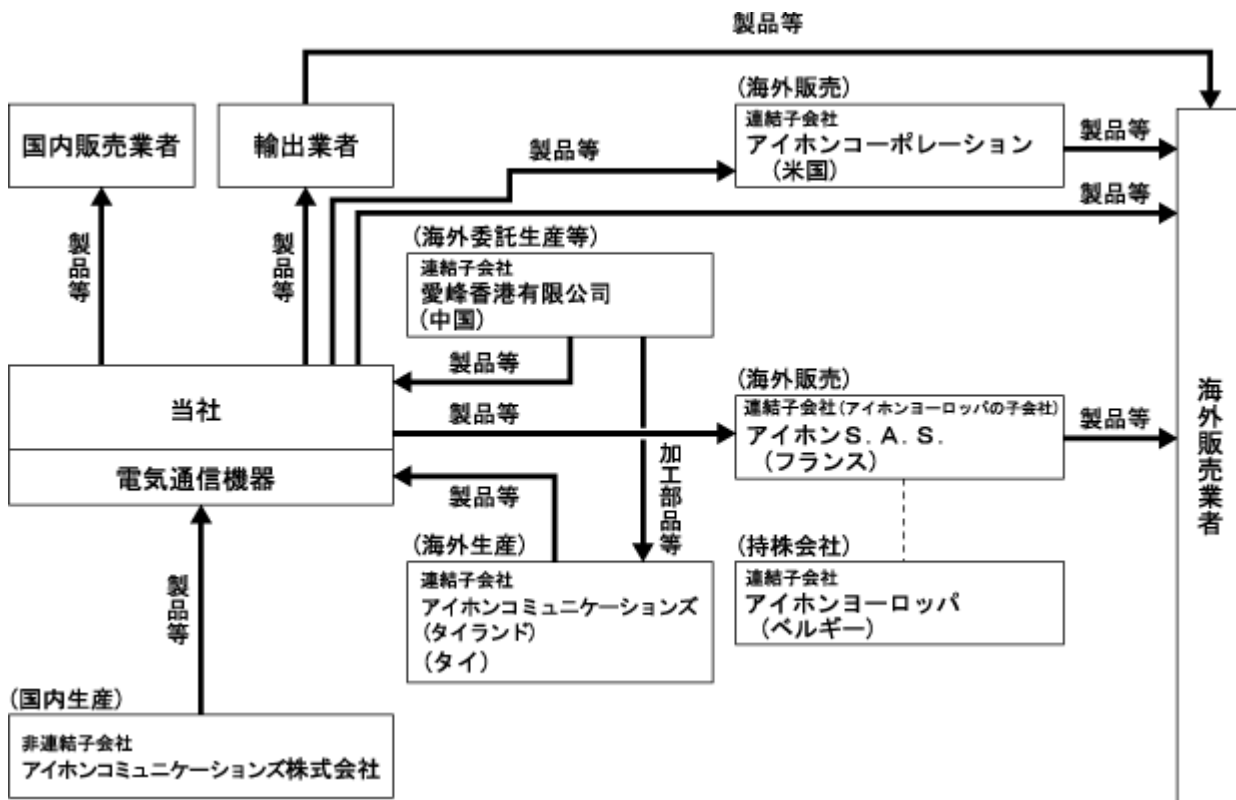 製品等
国内販売業者
輸出業者
製品等
(海外販売)
連結子会社
アイホンコーポレーション
(米国)
製品等
製品等
製品等
製品等
(海外委託生産等)
連結子会社
愛峰香港有限公司
(中国)
製品等
当社
電気通信機器
製品等
製品等
加工部品等
(海外販売)
連結子会社(アイホンヨーロッパの子会社)
アイホンS.A.S.
(フランス)
製品等
海外販売業者
(海外生産)
連結子会社
アイホンコミュニケーションズ
(タイランド)
(タイ)
(持株会社)
連結子会社
アイホンヨーロッパ
(ベルギー)
製品等
(国内生産)
非連結子会社
アイホンコミュニケーションズ株式会社